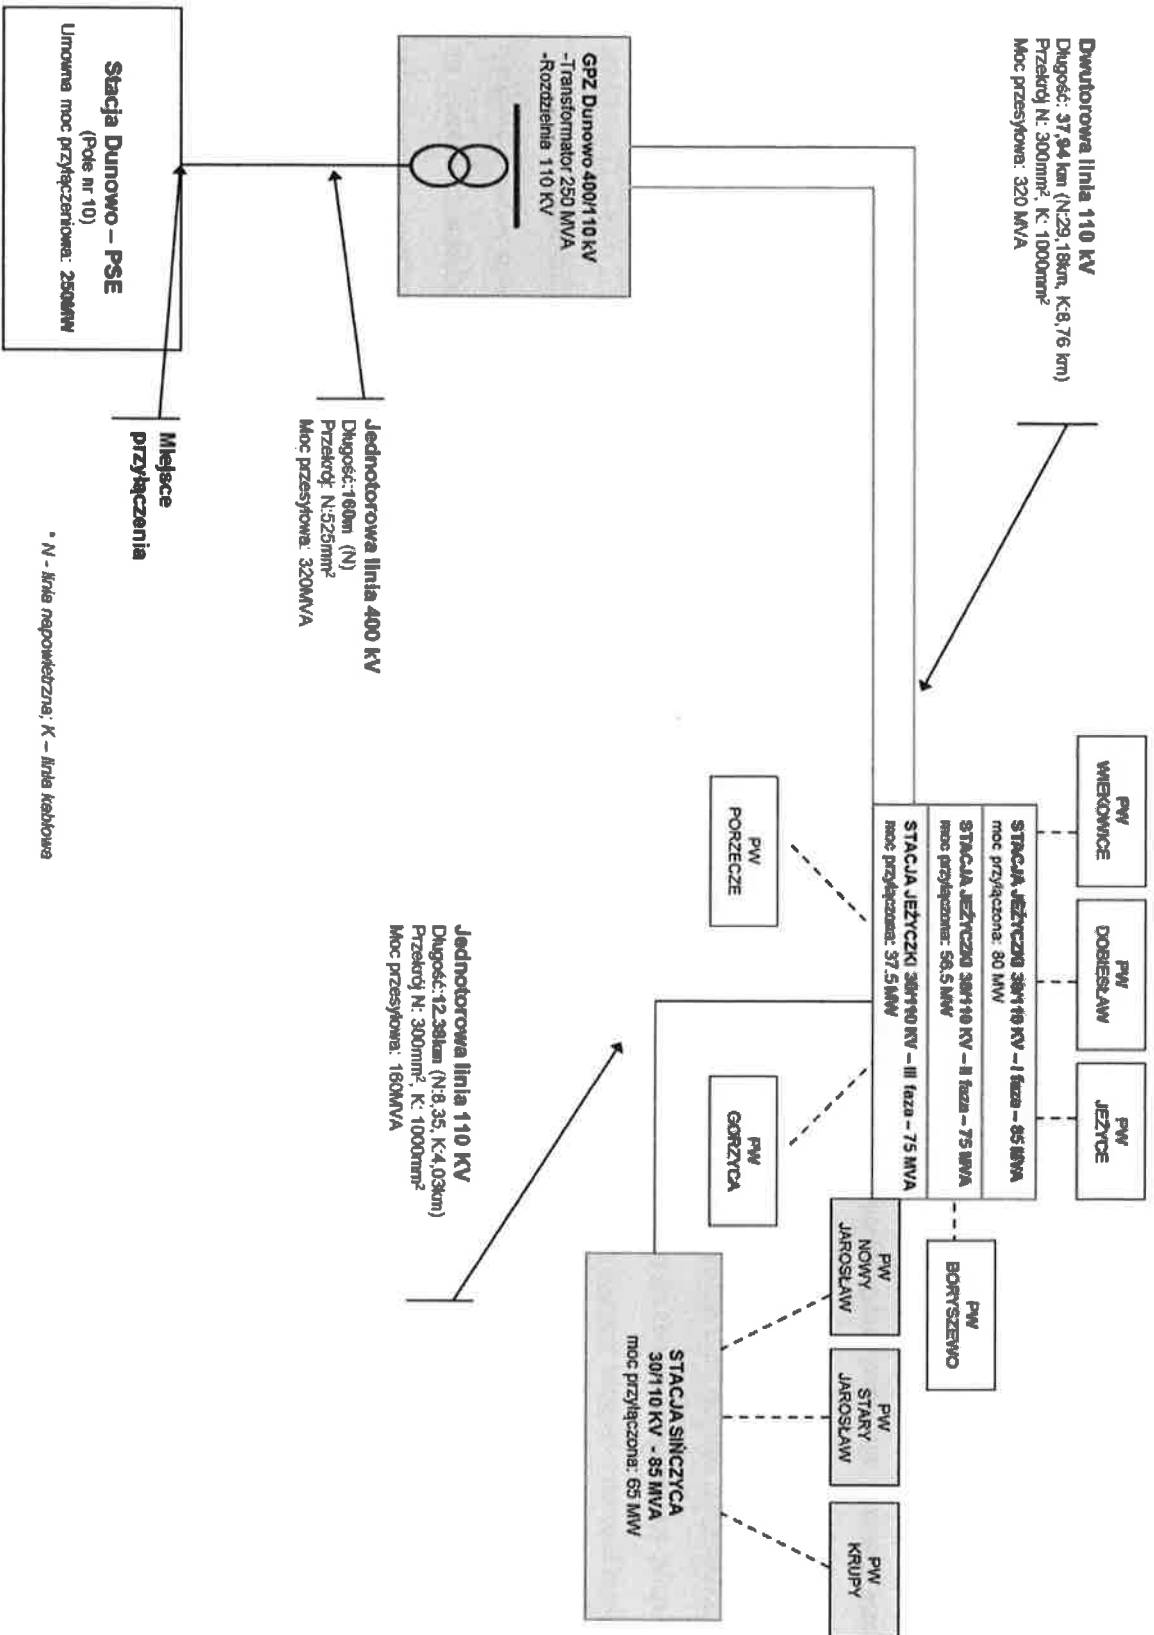 Dwutorowa linia 110 kV
Długość: 37,94 km (N:29,18km, K:8,76 km)
Przekrój N: 300mm², K: 1000mm²
Moc przesyłowa: 320 MVA
PW
WIEKOWICE
PW
DOBIESŁAW
PW
JEŻYCE
STACJA JEŻYCZKI 30/110 KV – I faza – 85 MVA
moc przyłączona: 80 MW
STACJA JEŻYCZKI 30/110 KV – II faza – 75 MVA
moc przyłączona: 56.5 MW
STACJA JEŻYCZKI 30/110 KV – III faza – 75 MVA
moc przyłączona: 37.5 MW
PW
BORYSZEWO
GPZ Dunowo 400/110 kV
-Transformator 250 MVA
-Rozdzielnia 110 KV
PW
PORZECZE
PW
GORZYCA
PW
NOWY
JAROSŁAW
PW
STARY
JAROSŁAW
PW
KRUPY
STACJA SIŃCZYCA
30/110 KV - 85 MVA
moc przyłączona: 65 MW
Jednotorowa linia 400 kV
Długość:160m (N)
Przekrój: N:525mm²
Moc przesyłowa: 320MVA
Jednotorowa linia 110 KV
Długość:12.38km (N:8,35, K:4,03km)
Przekrój N: 300mm², K: 1000mm²
Moc przesyłowa: 160MVA
Stacja Dunowo – PSE
(Pole nr 10)
Umowna moc przyłączeniowa: 250MW
Miejsce
przyłączenia
* N - linia napowietrzna; K – linia kablowa